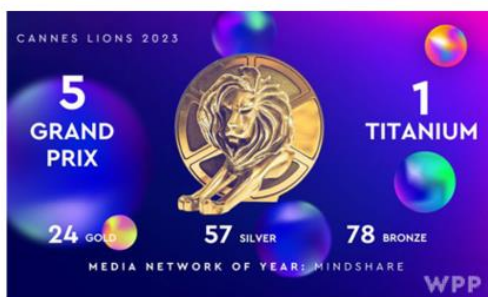 CANNES LIONS 2023
5
GRAND
PRIX
1
TITANIUM
24 GOLD
57 SILVER
78 BRONZE
MEDIA NETWORK OF YEAR: MINDSHARE
WPP